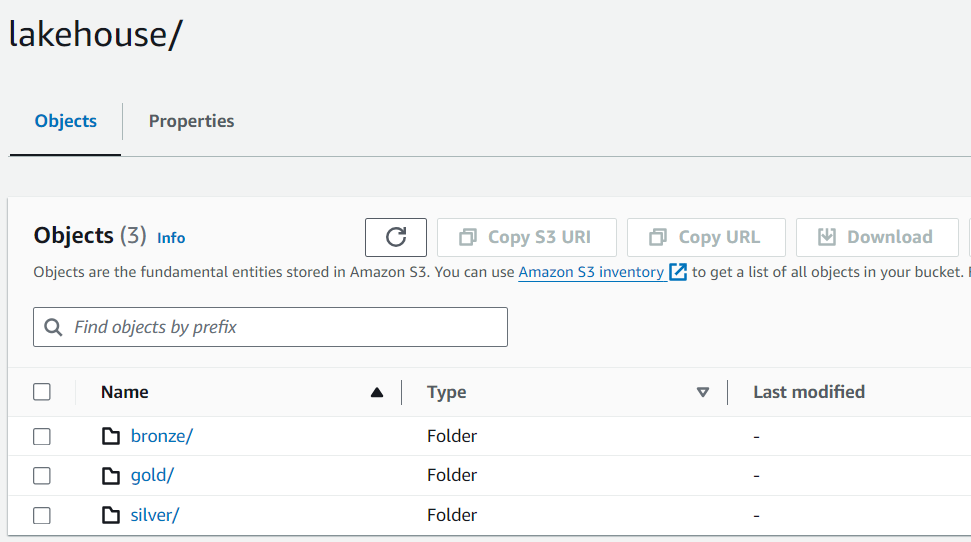 lakehouse/
Objects Properties
Objects (3) Info Copy S3 URI Copy URL Download
Objects are the fundamental entities stored in Amazon S3. You can use Amazon S3 inventory to get a list of all objects in your bucket.
Find objects by prefix
Name Type Last modified
bronze/ Folder -
gold/ Folder -
silver/ Folder -